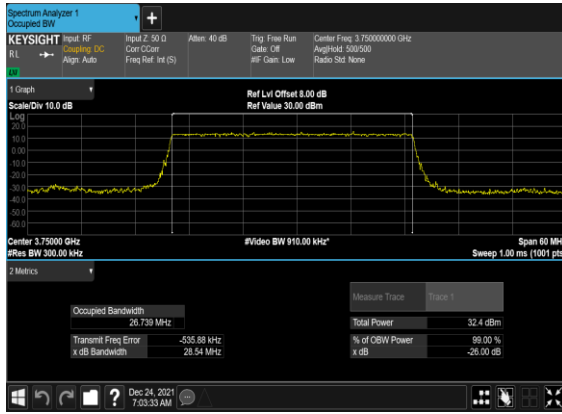 Spectrum Analyzer 1
Occupied BW
KEYSIGHT
RL
Input: RF
Coupling: DC
Align: Auto
Input Z: 50 Ω
Corr CCorr
Freq Ref: Int (S)
Atten: 40 dB
Trig: Free Run
Gate: Off
#IF Gain: Low
Center Freq: 3.750000000 GHz
Avg|Hold: 500/500
Radio Std: None
LW
1 Graph
Scale/Div 10.0 dB
Ref Lvl Offset 8.00 dB
Ref Value 30.00 dBm
Log
20.0
10.0
0.00
-10.0
-20.0
-30.0
-40.0
-50.0
-60.0
Center 3.75000 GHz
#Res BW 300.00 kHz
#Video BW 910.00 kHz*
Span 60 MH
Sweep 1.00 ms (1001 pts
2 Metrics
Measure Trace Trace 1
Occupied Bandwidth
26.739 MHz
Total Power 32.4 dBm
Transmit Freq Error -535.88 kHz
% of OBW Power 99.00 %
x dB Bandwidth 28.54 MHz
x dB -26.00 dB
Dec 24, 2021
7:03:33 AM